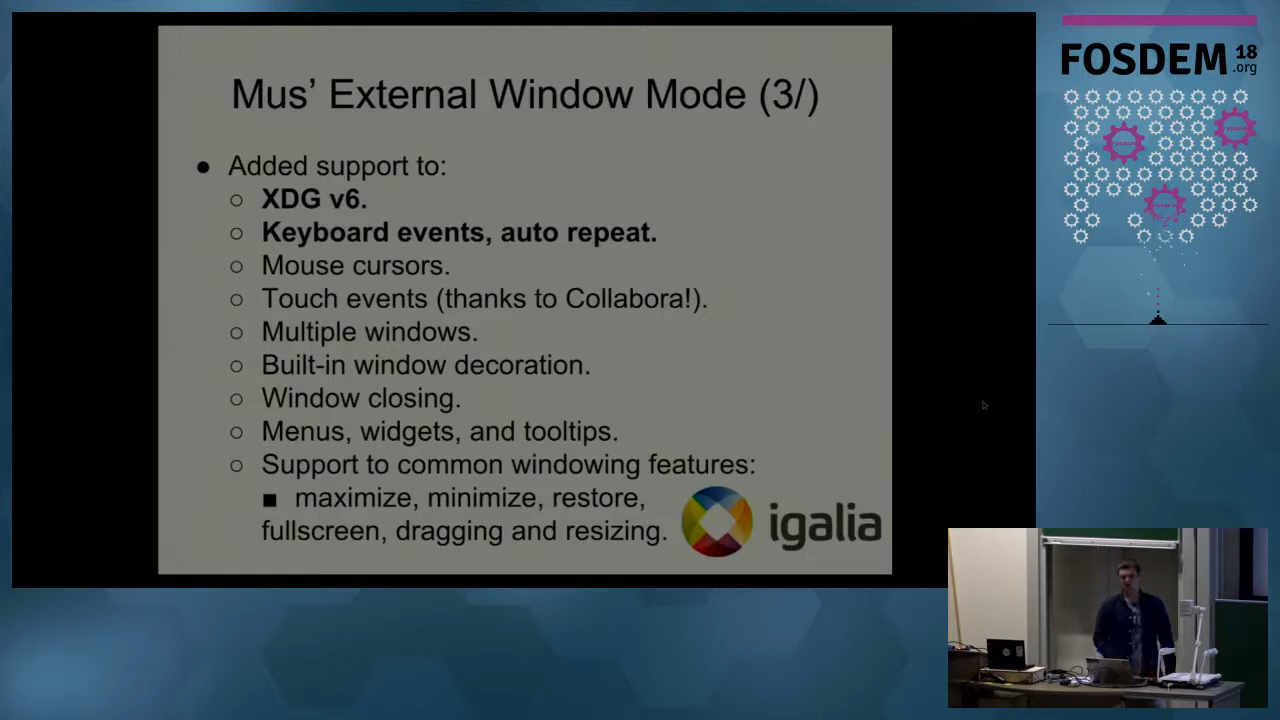 Mus' External Window Mode (3/)
● Added support to:
○ XDG v6.
○ Keyboard events, auto repeat.
○ Mouse cursors.
○ Touch events (thanks to Collabora!).
○ Multiple windows.
○ Built-in window decoration.
○ Window closing.
○ Menus, widgets, and tooltips.
○ Support to common windowing features:
■ maximize, minimize, restore,
fullscreen, dragging and resizing.
igalia
FOSDEM 18
.org